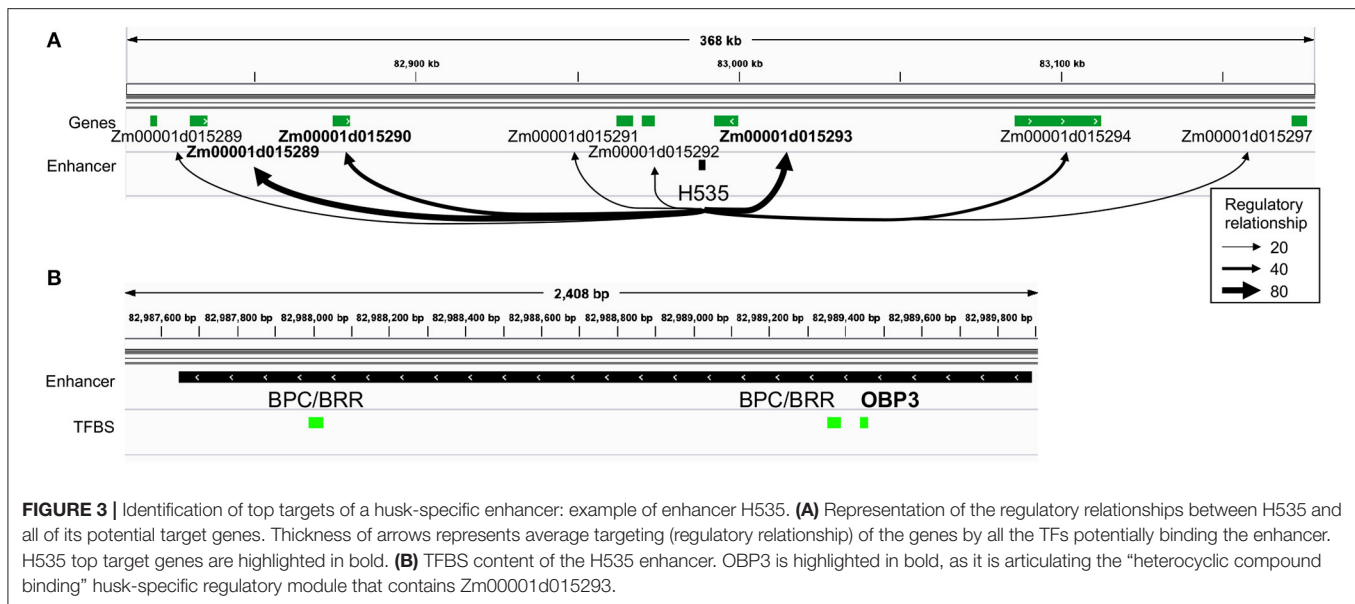 A
368 kb
82,900 kb
83,000 kb
83,100 kb
Genes
Zm00001d015289
Zm00001d015289
Zm00001d015290
Zm00001d015291
Zm00001d015292
Zm00001d015293
Zm00001d015294
Zm00001d015297
Enhancer
H535
Regulatory
relationship
20
40
80
B
2,408 bp
82,987,600 bp 82,987,800 bp 82,988,000 bp 82,988,200 bp 82,988,400 bp 82,988,600 bp 82,988,800 bp 82,989,000 bp 82,989,200 bp 82,989,400 bp 82,989,600 bp 82,989,800 bp
Enhancer
BPC/BRR BPC/BRR OBP3
TFBS
FIGURE 3 | Identification of top targets of a husk-specific enhancer: example of enhancer H535. (A) Representation of the regulatory relationships between H535 and
all of its potential target genes. Thickness of arrows represents average targeting (regulatory relationship) of the genes by all the TFs potentially binding the enhancer.
H535 top target genes are highlighted in bold. (B) TFBS content of the H535 enhancer. OBP3 is highlighted in bold, as it is articulating the “heterocyclic compound
binding” husk-specific regulatory module that contains Zm00001d015293.